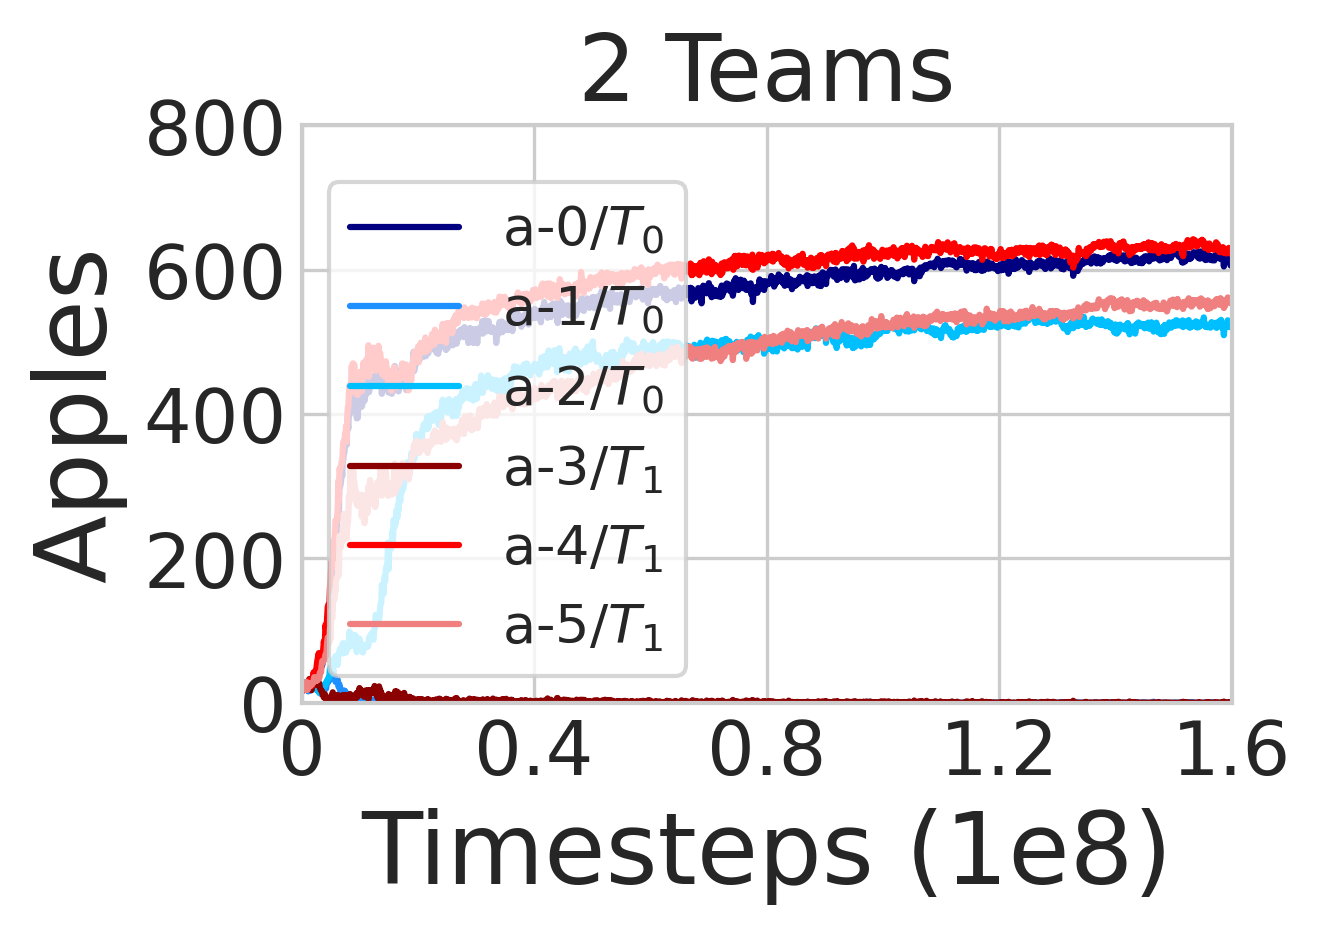 2 Teams
800
600
400
200
0
Apples
a-0/T₀
a-1/T₀
a-2/T₀
a-3/T₁
a-4/T₁
a-5/T₁
0 0.4 0.8 1.2 1.6
Timesteps (1e8)